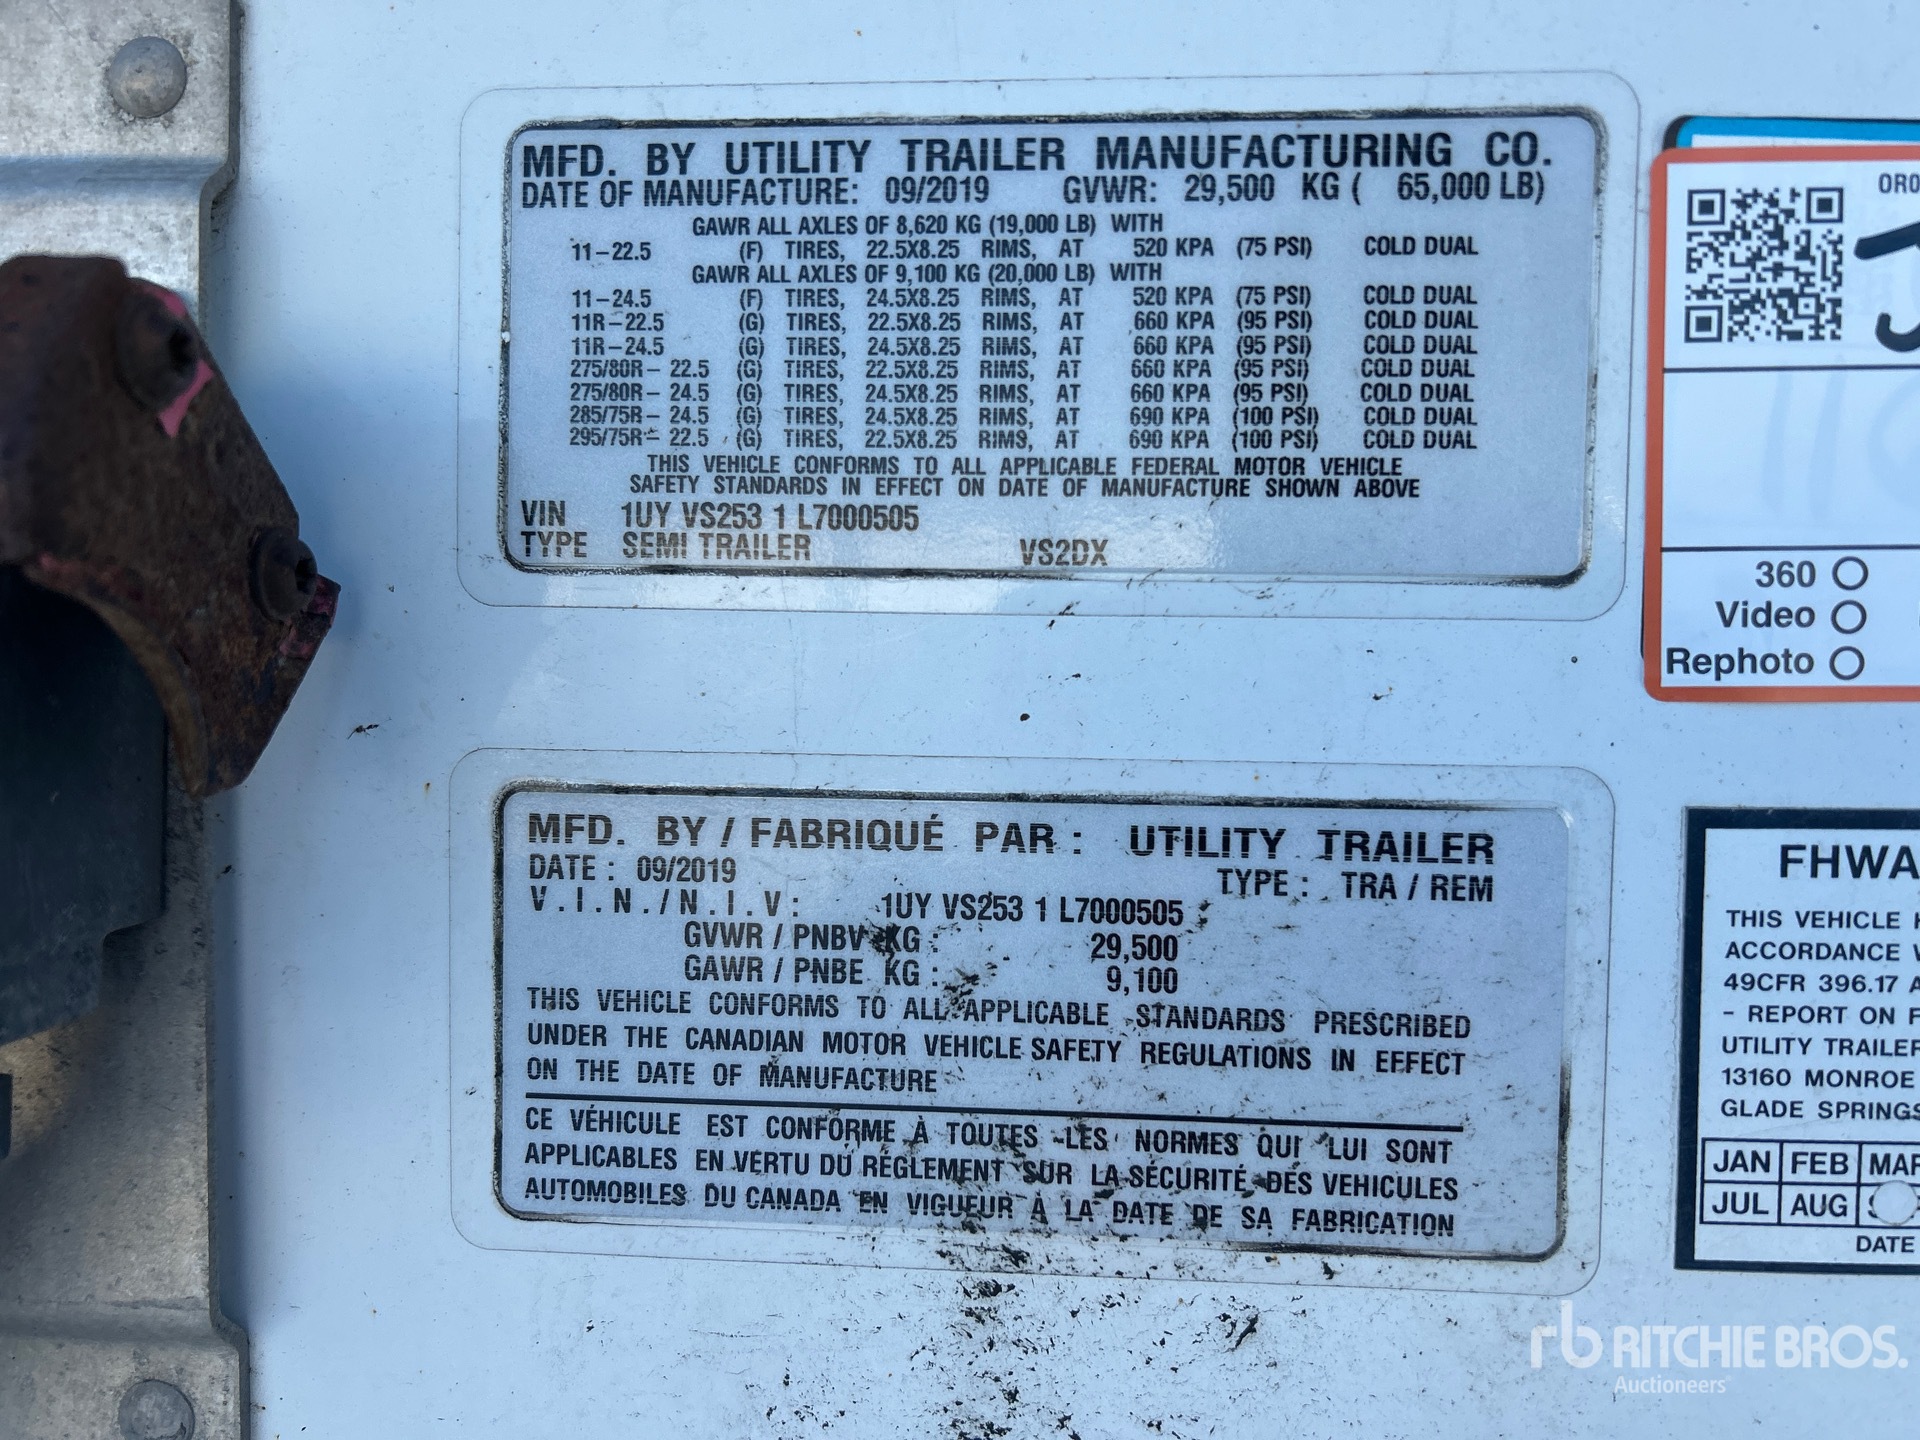 MFD. BY UTILITY TRAILER MANUFACTURING CO.
DATE OF MANUFACTURE: 09/2019 GVWR: 29,500 KG ( 65,000 LB)
GAWR ALL AXLES OF 8,620 KG (19,000 LB) WITH
11-22.5 (F) TIRES, 22.5X8.25 RIMS, AT 520 KPA (75 PSI) COLD DUAL
GAWR ALL AXLES OF 9,100 KG (20,000 LB) WITH
11-24.5 (F) TIRES, 24.5X8.25 RIMS, AT 520 KPA (75 PSI) COLD DUAL
11R-22.5 (G) TIRES, 22.5X8.25 RIMS, AT 660 KPA (95 PSI) COLD DUAL
11R-24.5 (G) TIRES, 24.5X8.25 RIMS, AT 660 KPA (95 PSI) COLD DUAL
275/80R- 22.5 (G) TIRES, 22.5X8.25 RIMS, AT 660 KPA (95 PSI) COLD DUAL
275/80R- 24.5 (G) TIRES, 24.5X8.25 RIMS, AT 660 KPA (95 PSI) COLD DUAL
285/75R- 24.5 (G) TIRES, 24.5X8.25 RIMS, AT 690 KPA (100 PSI) COLD DUAL
295/75R- 22.5 (G) TIRES, 22.5X8.25 RIMS, AT 690 KPA (100 PSI) COLD DUAL
THIS VEHICLE CONFORMS TO ALL APPLICABLE FEDERAL MOTOR VEHICLE
SAFETY STANDARDS IN EFFECT ON DATE OF MANUFACTURE SHOWN ABOVE
VIN 1UY VS253 1 L7000505
TYPE SEMI TRAILER VS2DX
360
Video
Rephoto
MFD. BY / FABRIQUÉ PAR : UTILITY TRAILER
DATE : 09/2019 TYPE : TRA / REM
V.I.N./N.I.V: 1UY VS253 1 L7000505
GVWR / PNBV KG : 29,500
GAWR / PNBE KG : 9,100
THIS VEHICLE CONFORMS TO ALL APPLICABLE STANDARDS PRESCRIBED
UNDER THE CANADIAN MOTOR VEHICLE SAFETY REGULATIONS IN EFFECT
ON THE DATE OF MANUFACTURE
CE VÉHICULE EST CONFORME À TOUTES LES NORMES QUI LUI SONT
APPLICABLES EN VERTU DU RÉGLEMENT SUR LA SÉCURITÉ DES VEHICULES
AUTOMOBILES DU CANADA EN VIGUEUR À LA DATE DE SA FABRICATION
FHWA
THIS VEHICLE
ACCORDANCE
49CFR 396.17
- REPORT ON
UTILITY TRAILER
13160 MONROE
GLADE SPRINGS
JAN FEB MAR
JUL AUG
DATE
rb RITCHIE BROS.
Auctioneers